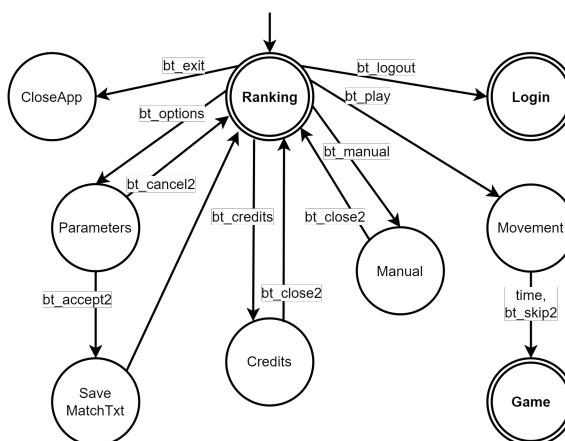 bt_exit
bt_logout
CloseApp
Ranking
Login
bt_play
bt_options
bt_manual
bt_cancel2
bt_credits
bt_close2
Parameters
Movement
Manual
bt_accept2
bt_close2
time,
bt_skip2
Credits
Save
MatchTxt
Game